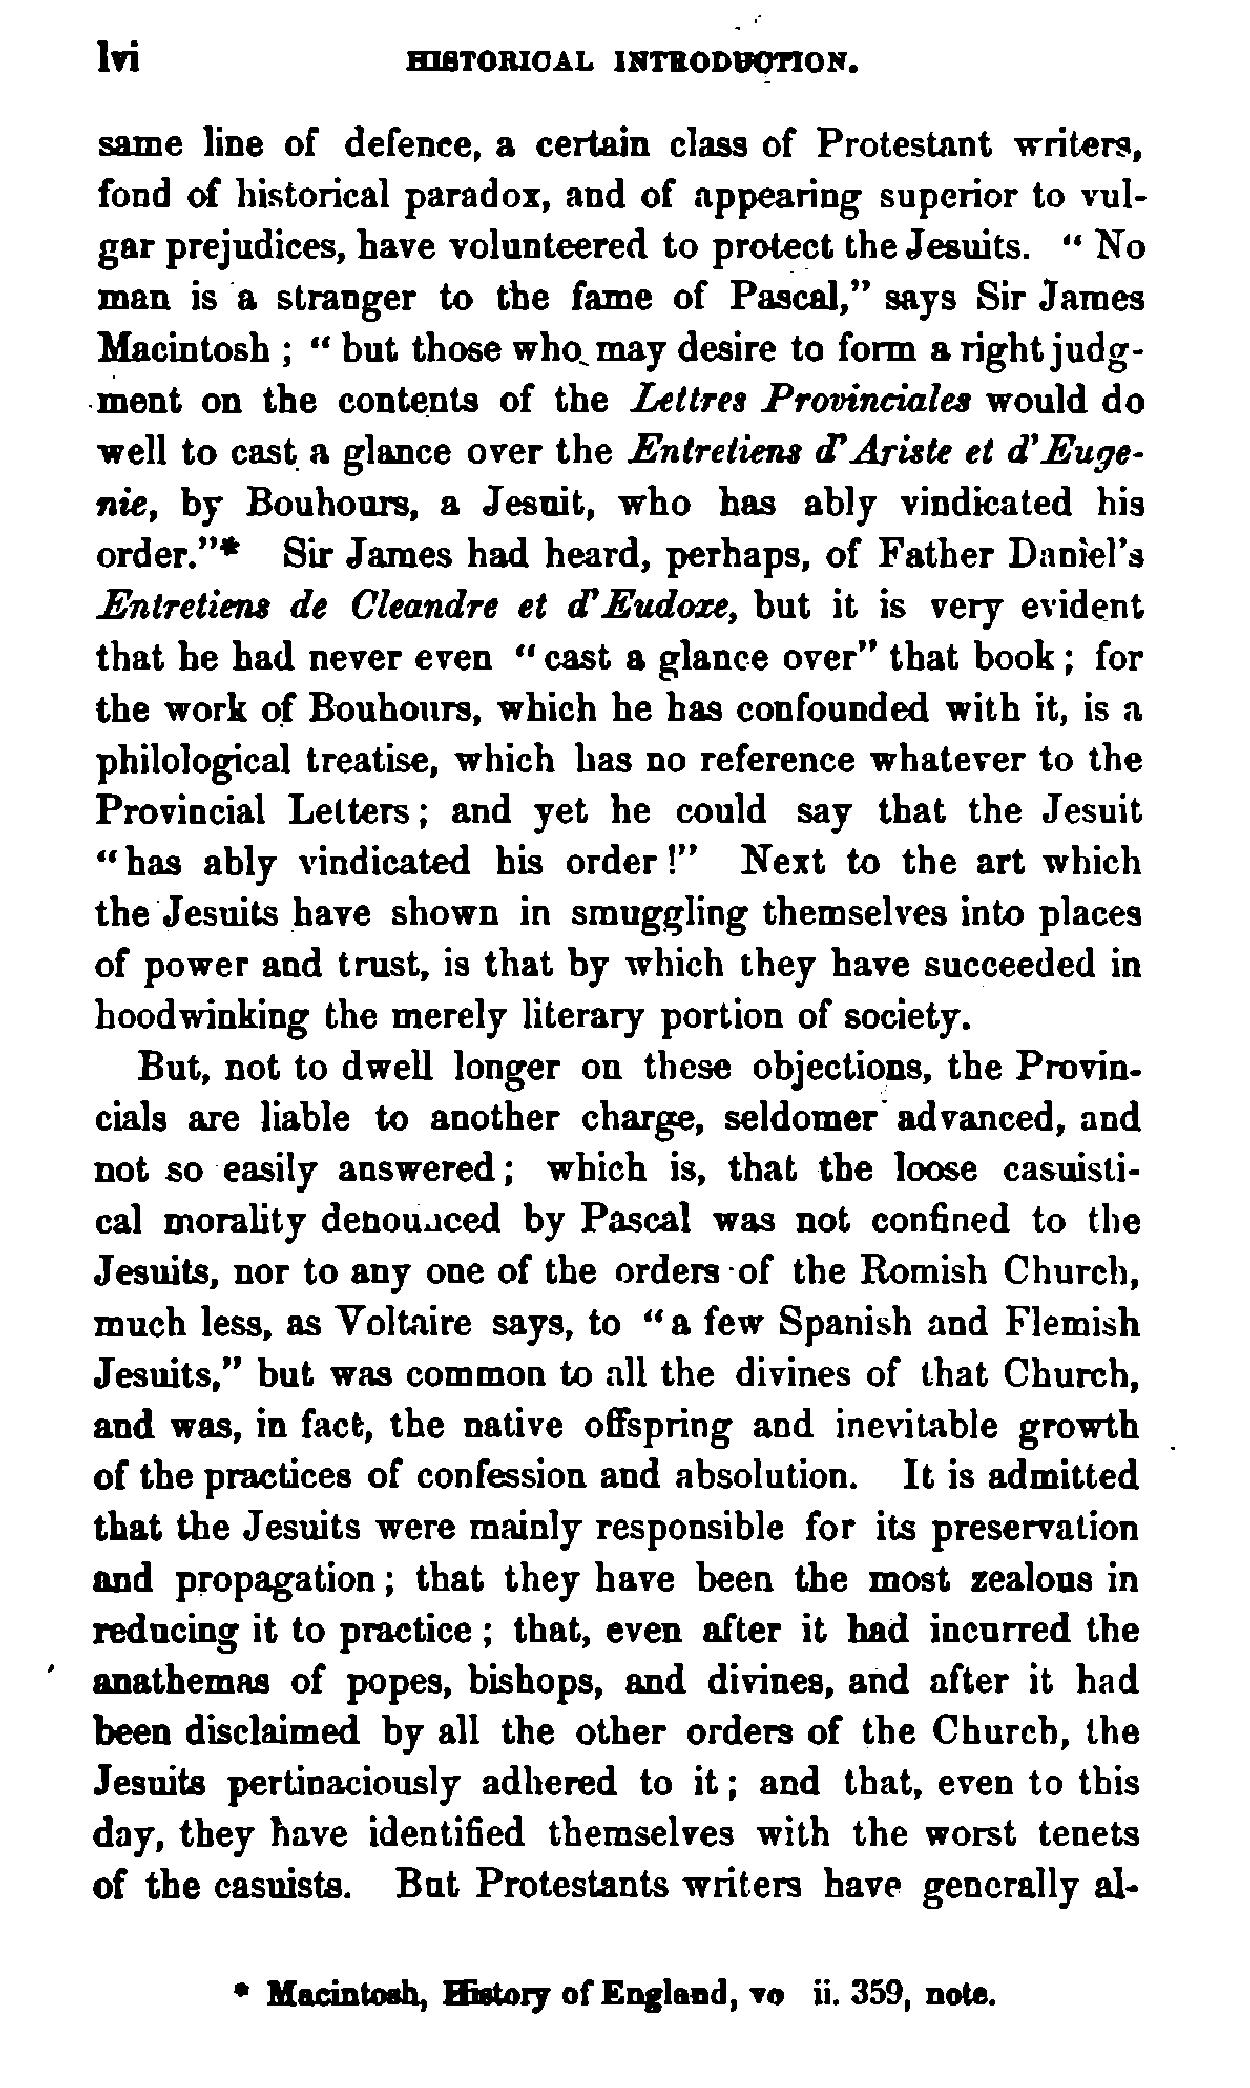 lvi HISTORICAL INTRODUCTION.
same line of defence, a certain class of Protestant writers,
fond of historical paradox, and of appearing superior to vul-
gar prejudices, have volunteered to protect the Jesuits. " No
man is a stranger to the fame of Pascal," says Sir James
Macintosh ; " but those who may desire to form a right judg-
ment on the contents of the Lettres Provinciales would do
well to cast a glance over the Entretiens d'Ariste et d'Euge-
nie, by Bouhours, a Jesuit, who has ably vindicated his
order."* Sir James had heard, perhaps, of Father Daniel's
Entretiens de Cleandre et d'Eudoxe, but it is very evident
that he had never even " cast a glance over" that book ; for
the work of Bouhours, which he has confounded with it, is a
philological treatise, which has no reference whatever to the
Provincial Letters ; and yet he could say that the Jesuit
" has ably vindicated his order !" Next to the art which
the Jesuits have shown in smuggling themselves into places
of power and trust, is that by which they have succeeded in
hoodwinking the merely literary portion of society.
But, not to dwell longer on these objections, the Provin-
cials are liable to another charge, seldomer advanced, and
not so easily answered ; which is, that the loose casuisti-
cal morality denounced by Pascal was not confined to the
Jesuits, nor to any one of the orders of the Romish Church,
much less, as Voltaire says, to " a few Spanish and Flemish
Jesuits," but was common to all the divines of that Church,
and was, in fact, the native offspring and inevitable growth
of the practices of confession and absolution. It is admitted
that the Jesuits were mainly responsible for its preservation
and propagation ; that they have been the most zealous in
reducing it to practice ; that, even after it had incurred the
anathemas of popes, bishops, and divines, and after it had
been disclaimed by all the other orders of the Church, the
Jesuits pertinaciously adhered to it ; and that, even to this
day, they have identified themselves with the worst tenets
of the casuists. But Protestants writers have generally al-
* Macintosh, History of England, vo ii. 359, note.